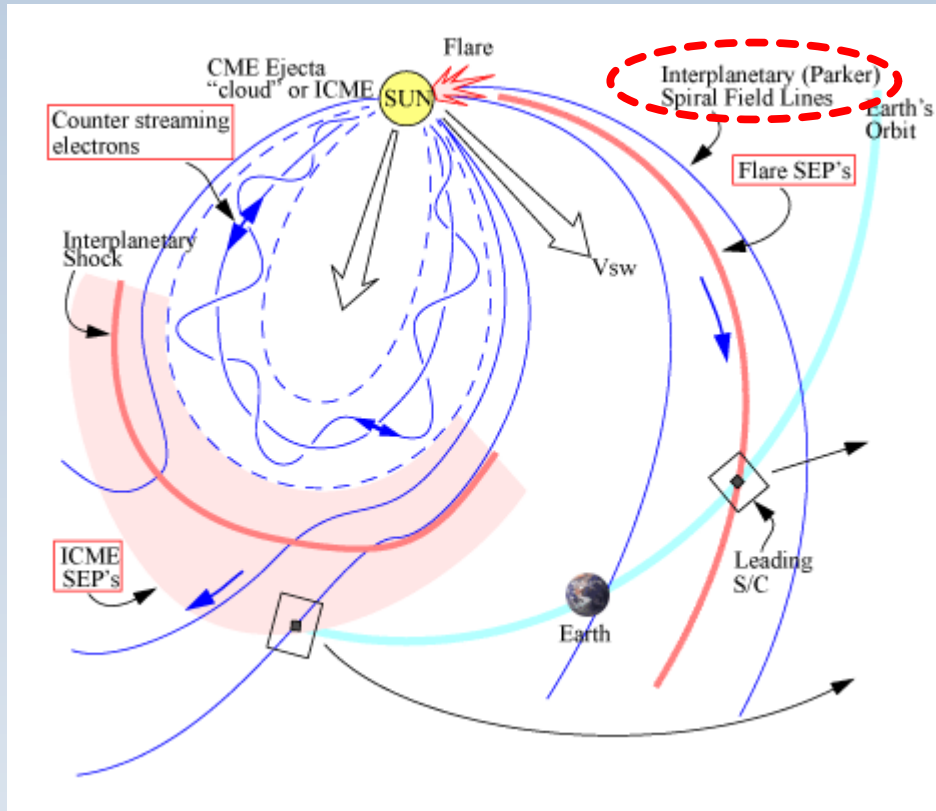 Flare
CME Ejecta
“cloud” or ICME
SUN
Interplanetary (Parker)
Spiral Field Lines
Earth's
Orbit
Counter streaming
electrons
Flare SEP's
Interplanetary
Shock
Vsw
ICME
SEP's
Leading
S/C
Earth